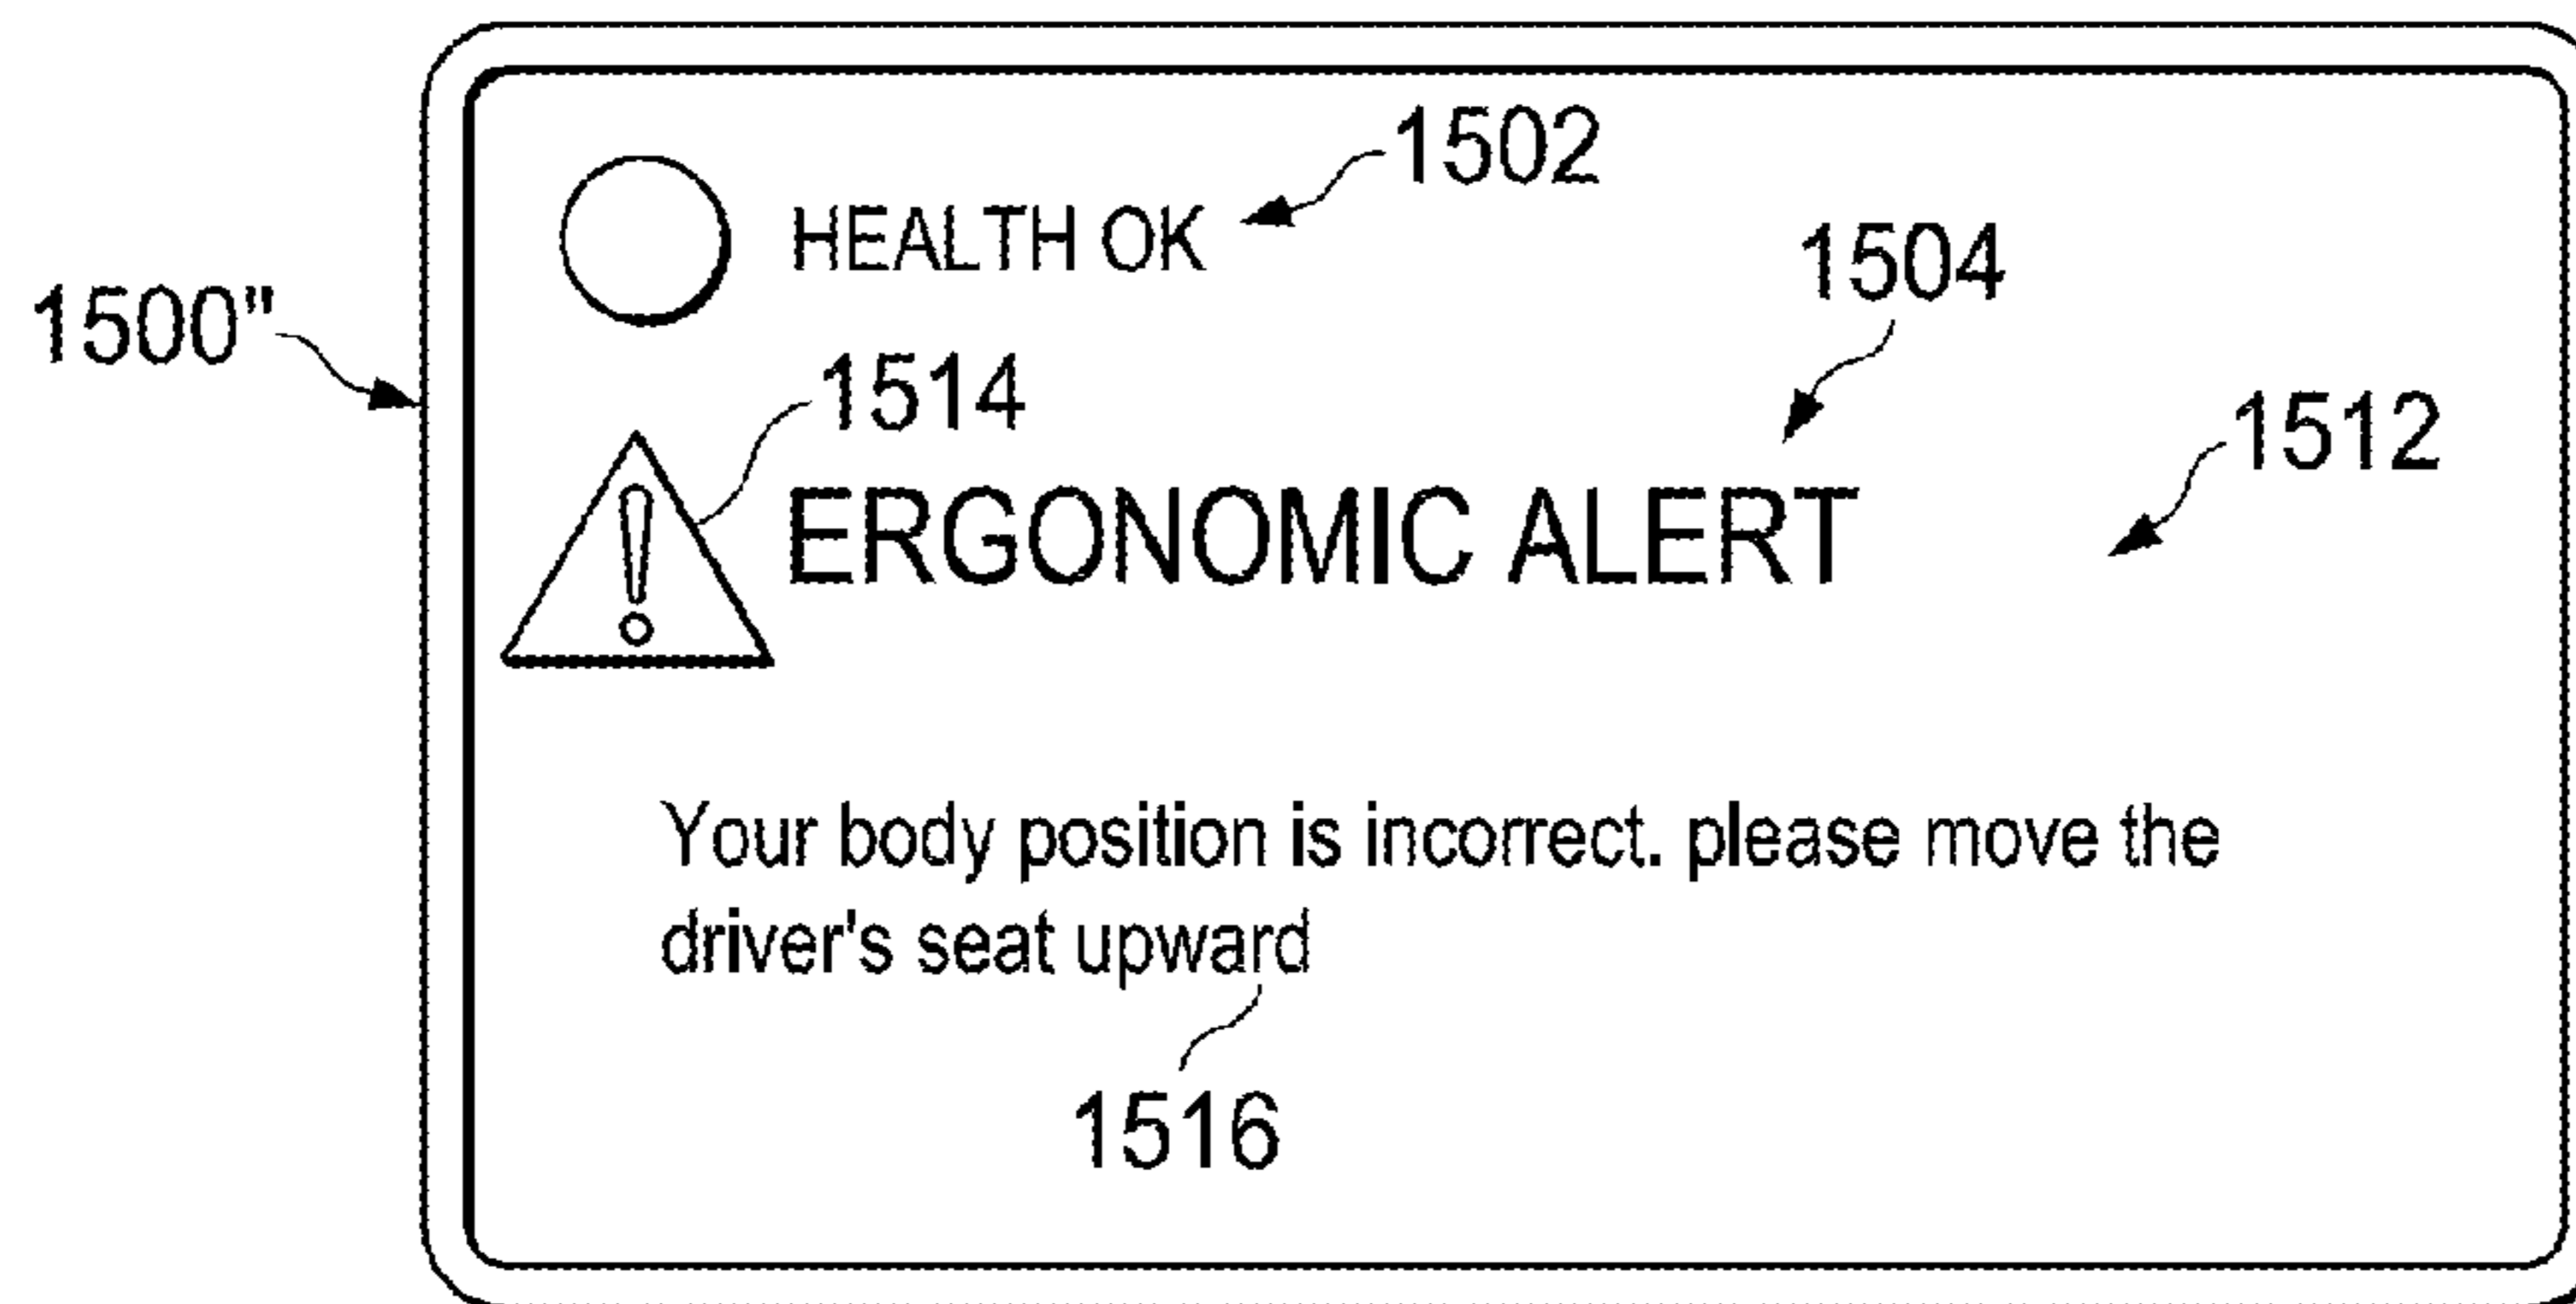 1502
HEALTH OK
1504
1500"
1514
1512
!
ERGONOMIC ALERT
Your body position is incorrect. please move the
driver's seat upward
1516